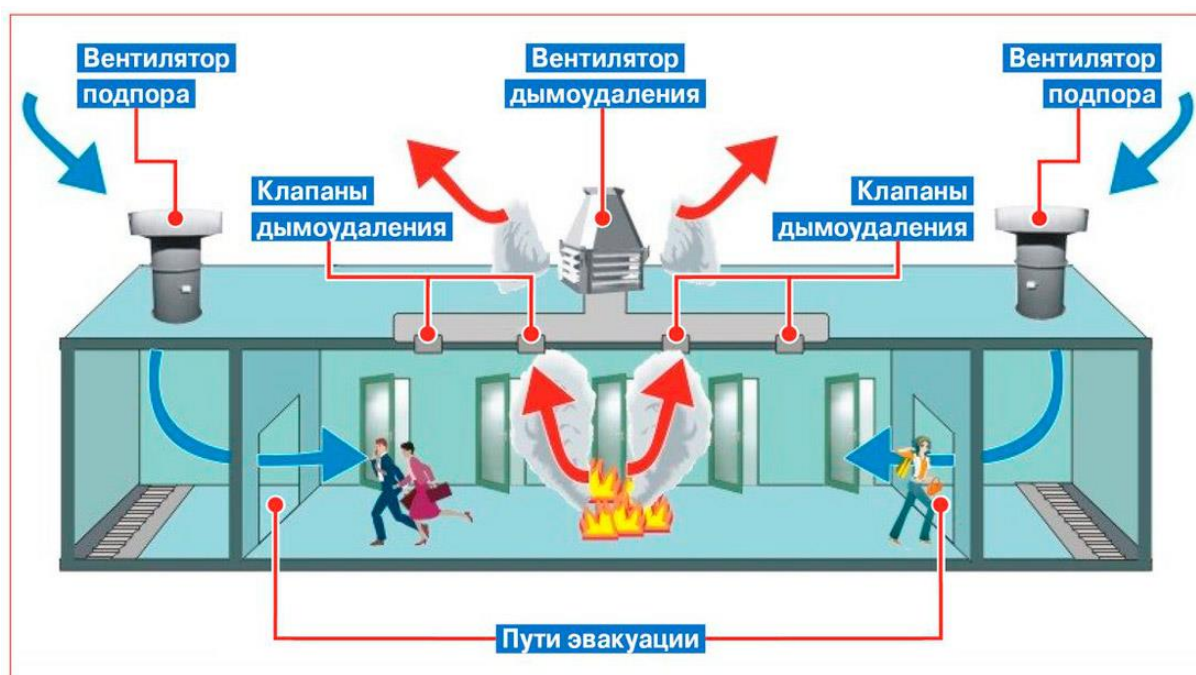 Вентилятор
подпора
Вентилятор
дымоудаления
Вентилятор
подпора
Клапаны
дымоудаления
Клапаны
дымоудаления
Пути эвакуации